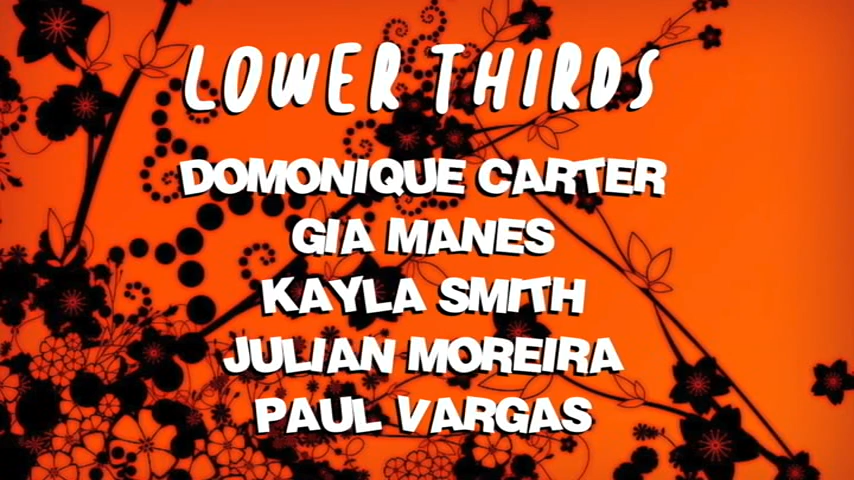 LOWER THIRDS
DOMONIQUE CARTER
GIA MANES
KAYLA SMITH
JULIAN MOREIRA
PAUL VARGAS